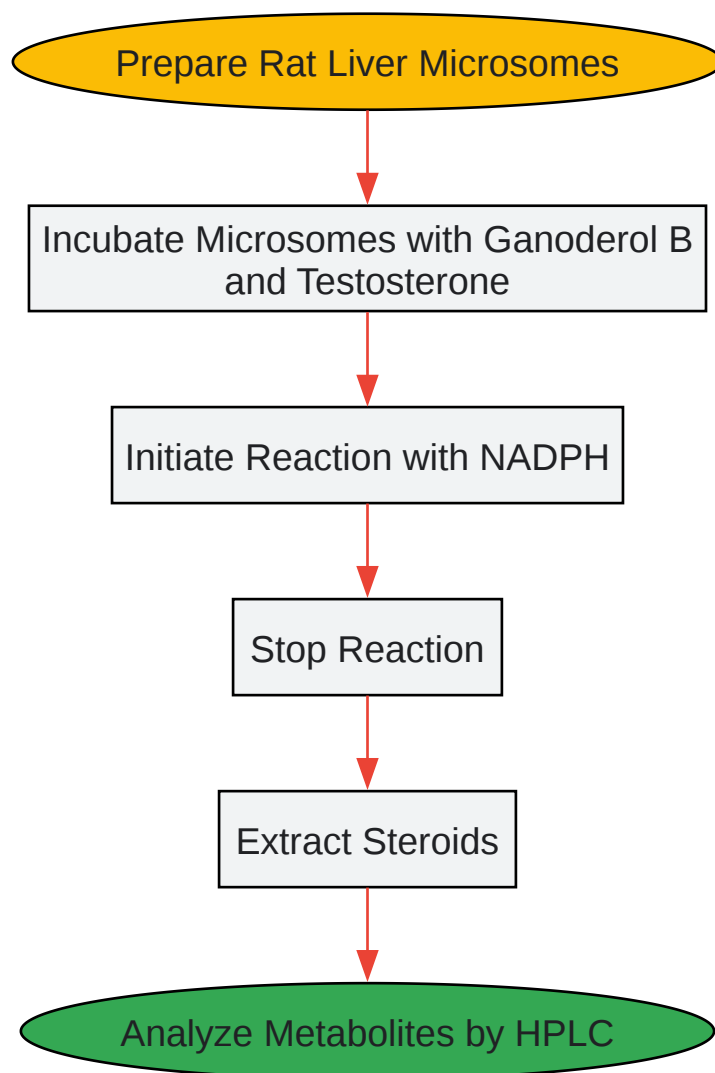 Prepare Rat Liver Microsomes
Incubate Microsomes with Ganoderol B
and Testosterone
Initiate Reaction with NADPH
Stop Reaction
Extract Steroids
Analyze Metabolites by HPLC